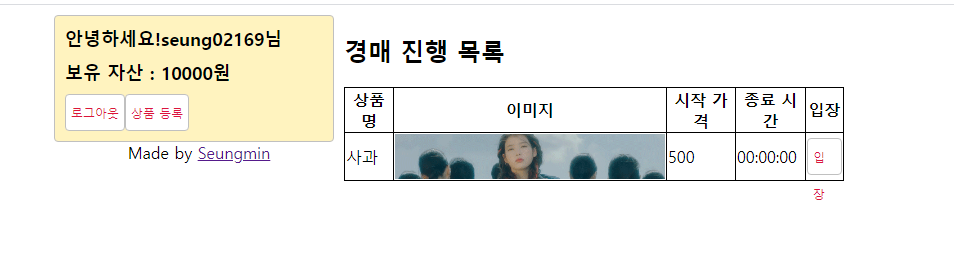 안녕하세요!seung02169님
보유 자산 : 10000원
로그아웃 상품 등록
Made by Seungmin
경매 진행 목록
상품
명
이미지
시작 가
격
종료 시
간
입장
사과
500
00:00:00
입
장